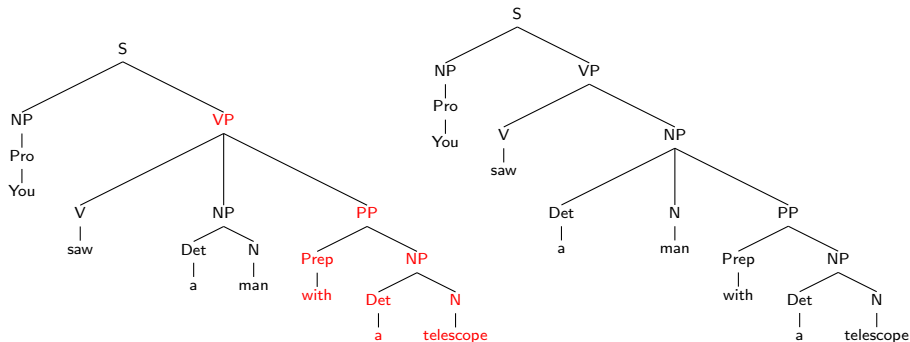 S
NP VP
Pro
You
V NP PP
saw Det N Prep NP
a man with Det N
a telescope
S
NP VP
Pro
You V NP
saw
Det N PP
a man Prep NP
with Det N
a telescope